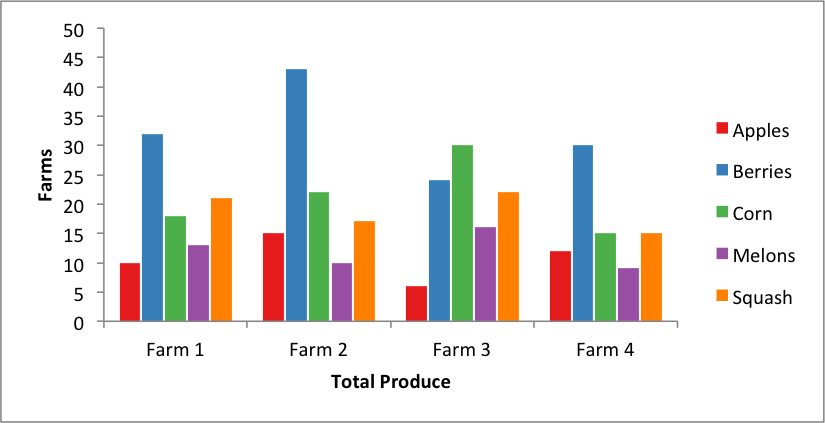 50
45
40
35
30
25
20
15
10
5
0
Farms
Farm 1 Farm 2 Farm 3 Farm 4
Total Produce
Apples
Berries
Corn
Melons
Squash